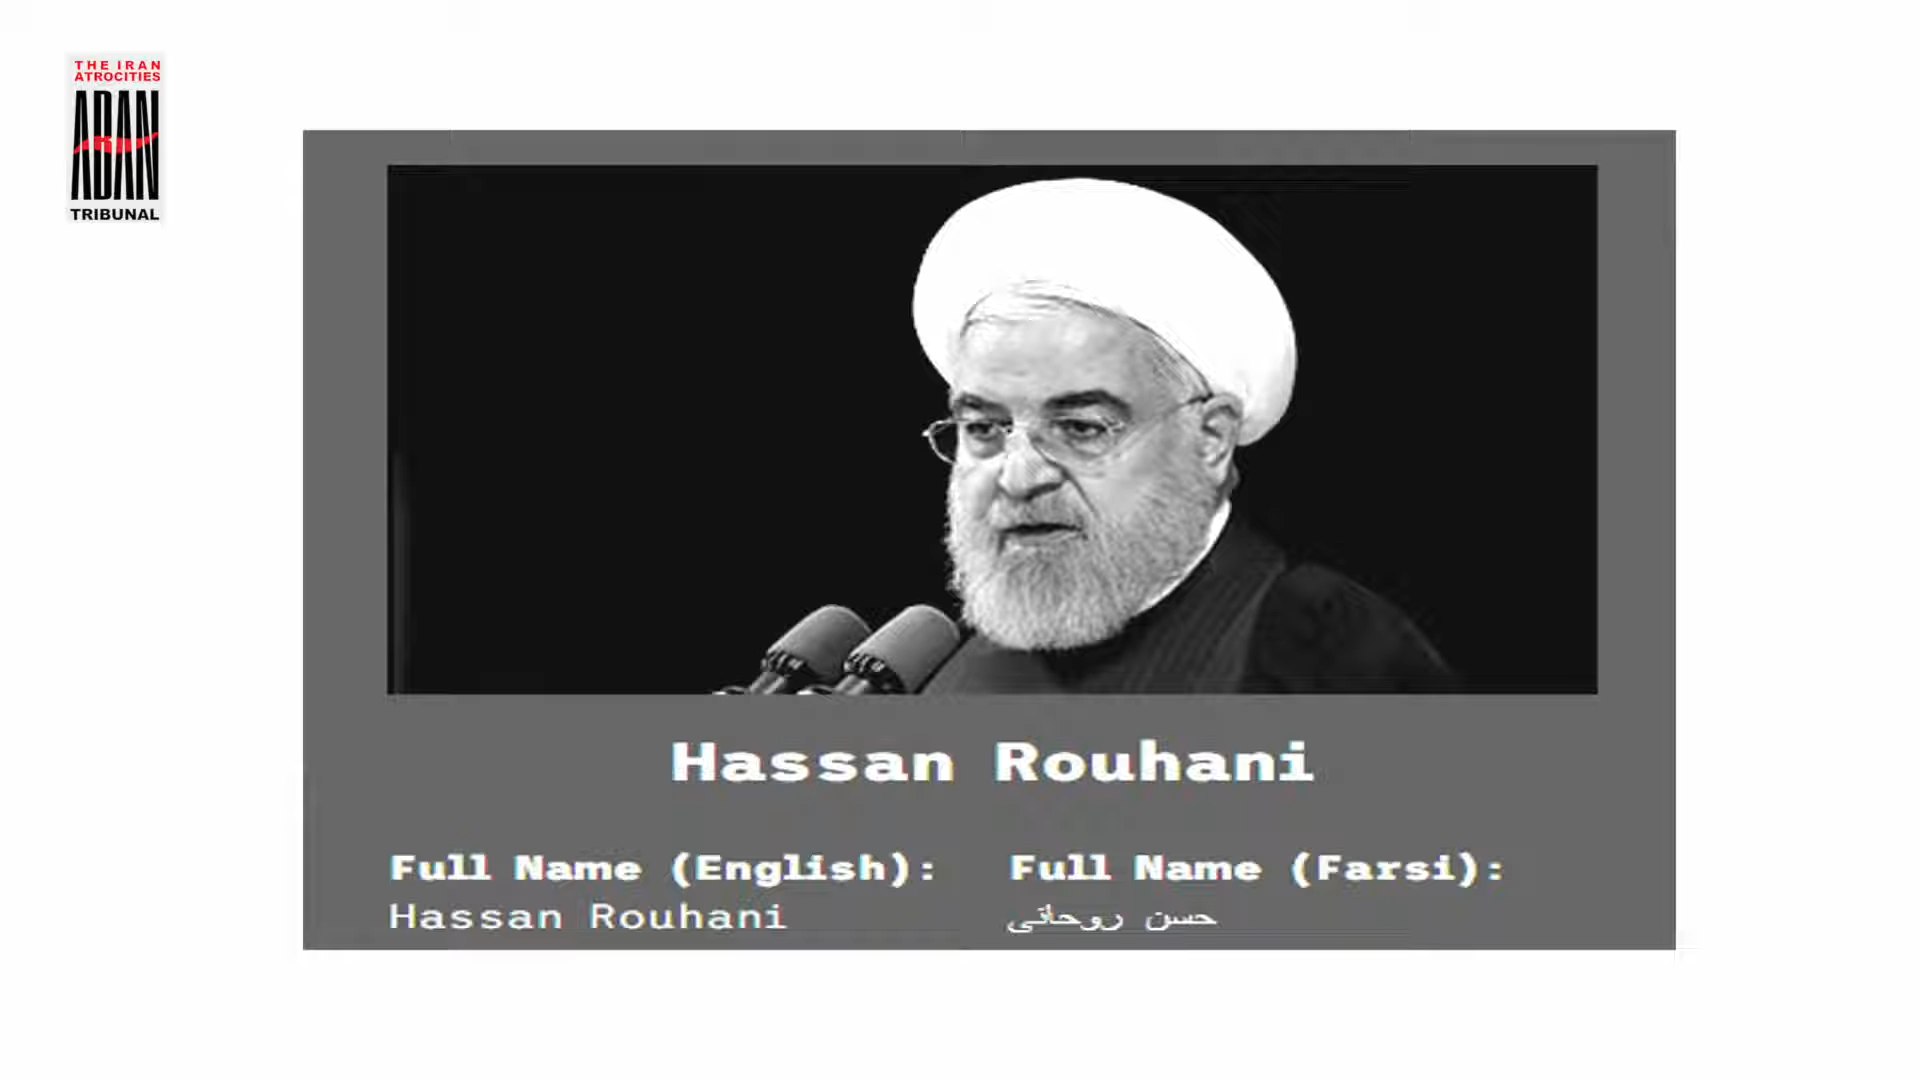 THE IRAN
ATROCITIES
ABAN
TRIBUNAL
Hassan Rouhani
Full Name (English):
Hassan Rouhani
Full Name (Farsi):
حسن روحانی